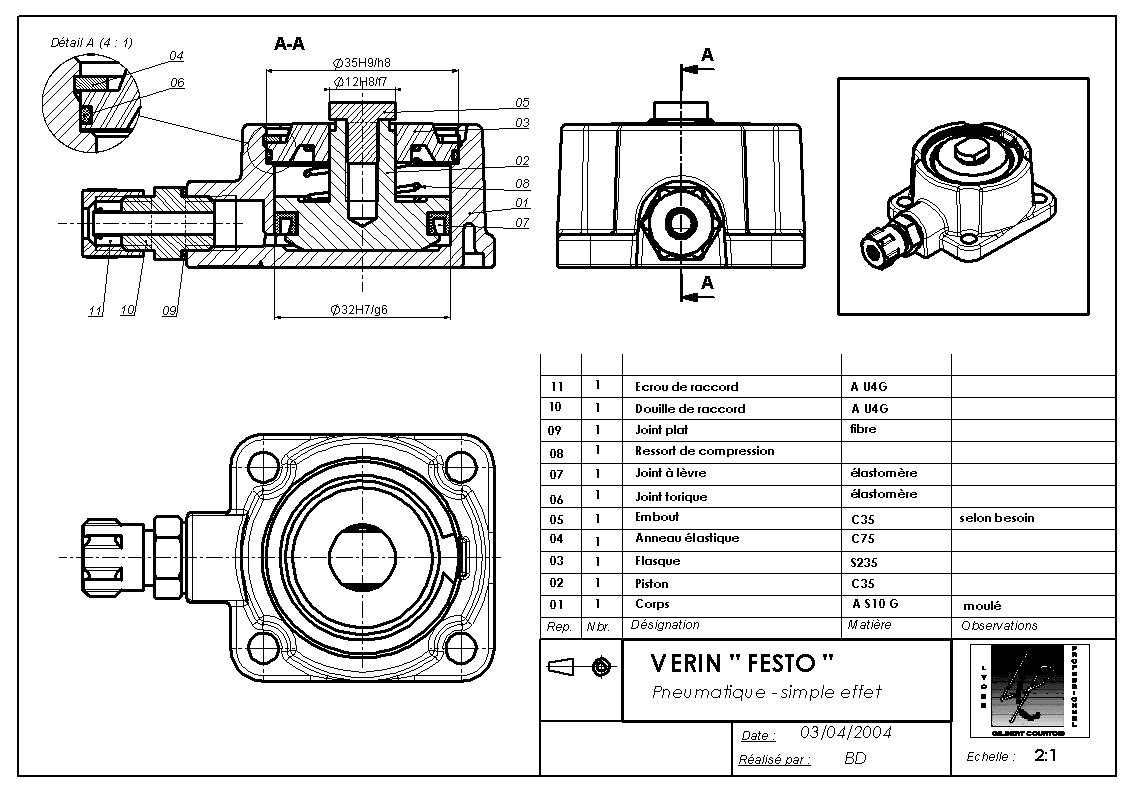 Détail A (4 : 1)
A-A
04
06
∅35H9/h8
∅12H8/f7
05
03
02
08
01
07
11
10
09
∅32H7/g6
A
A
11 1 Ecrou de raccord A U4G
10 1 Douille de raccord A U4G
09 1 Joint plat fibre
08 1 Ressort de compression
07 1 Joint à lèvre élastomère
06 1 Joint torique élastomère
05 1 Embout C35 selon besoin
04 1 Anneau élastique C75
03 1 Flasque S235
02 1 Piston C35
01 1 Corps A S10 G moulé
Rep. Nbr. Désignation Matière Observations
VERIN " FESTO "
Pneumatique - simple effet
LYCEE
PROFESSIONNEL
GILBERT COURTOIS
Date : 03/04/2004
Réalisé par : BD
Echelle : 2:1